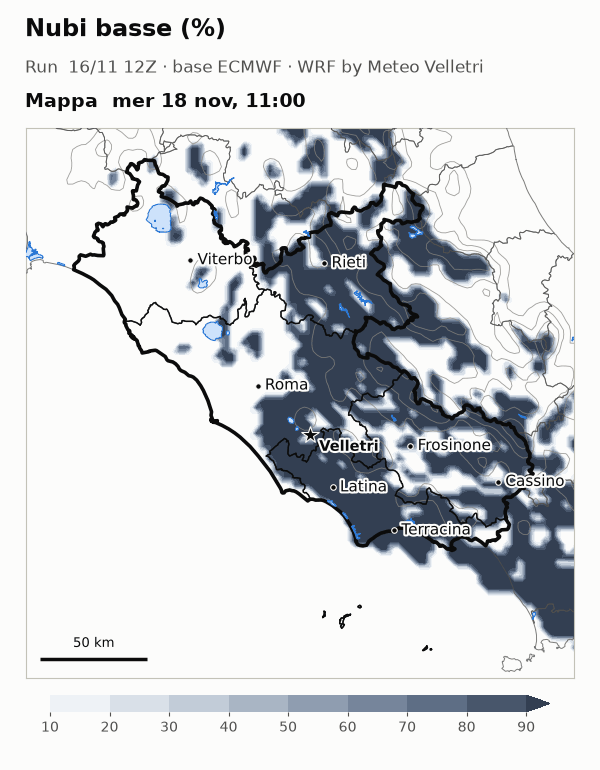 Nubi basse (%)
Run 16/11 12Z · base ECMWF · WRF by Meteo Velletri
Mappa mer 18 nov, 11:00
Viterbo
Rieti
Roma
Velletri
Frosinone
Cassino
Latina
Terracina
50 km
10 20 30 40 50 60 70 80 90